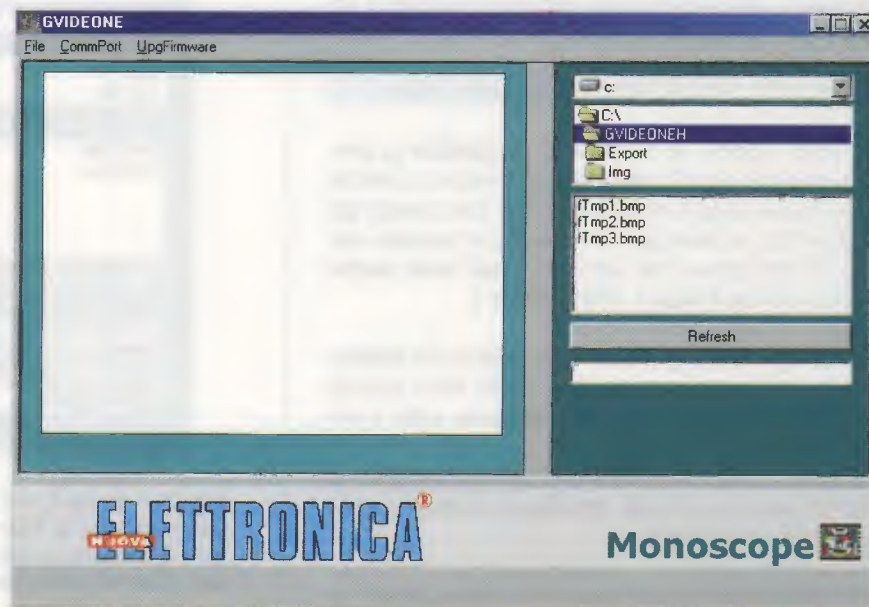 GVIDEONE
File CommPort UpgFirmware
c:
C:\
GVIDEONEH
Export
Img
fTmp1.bmp
fTmp2.bmp
fTmp3.bmp
Refresh
NUOVA
ELETTRONICA®
Monoscope